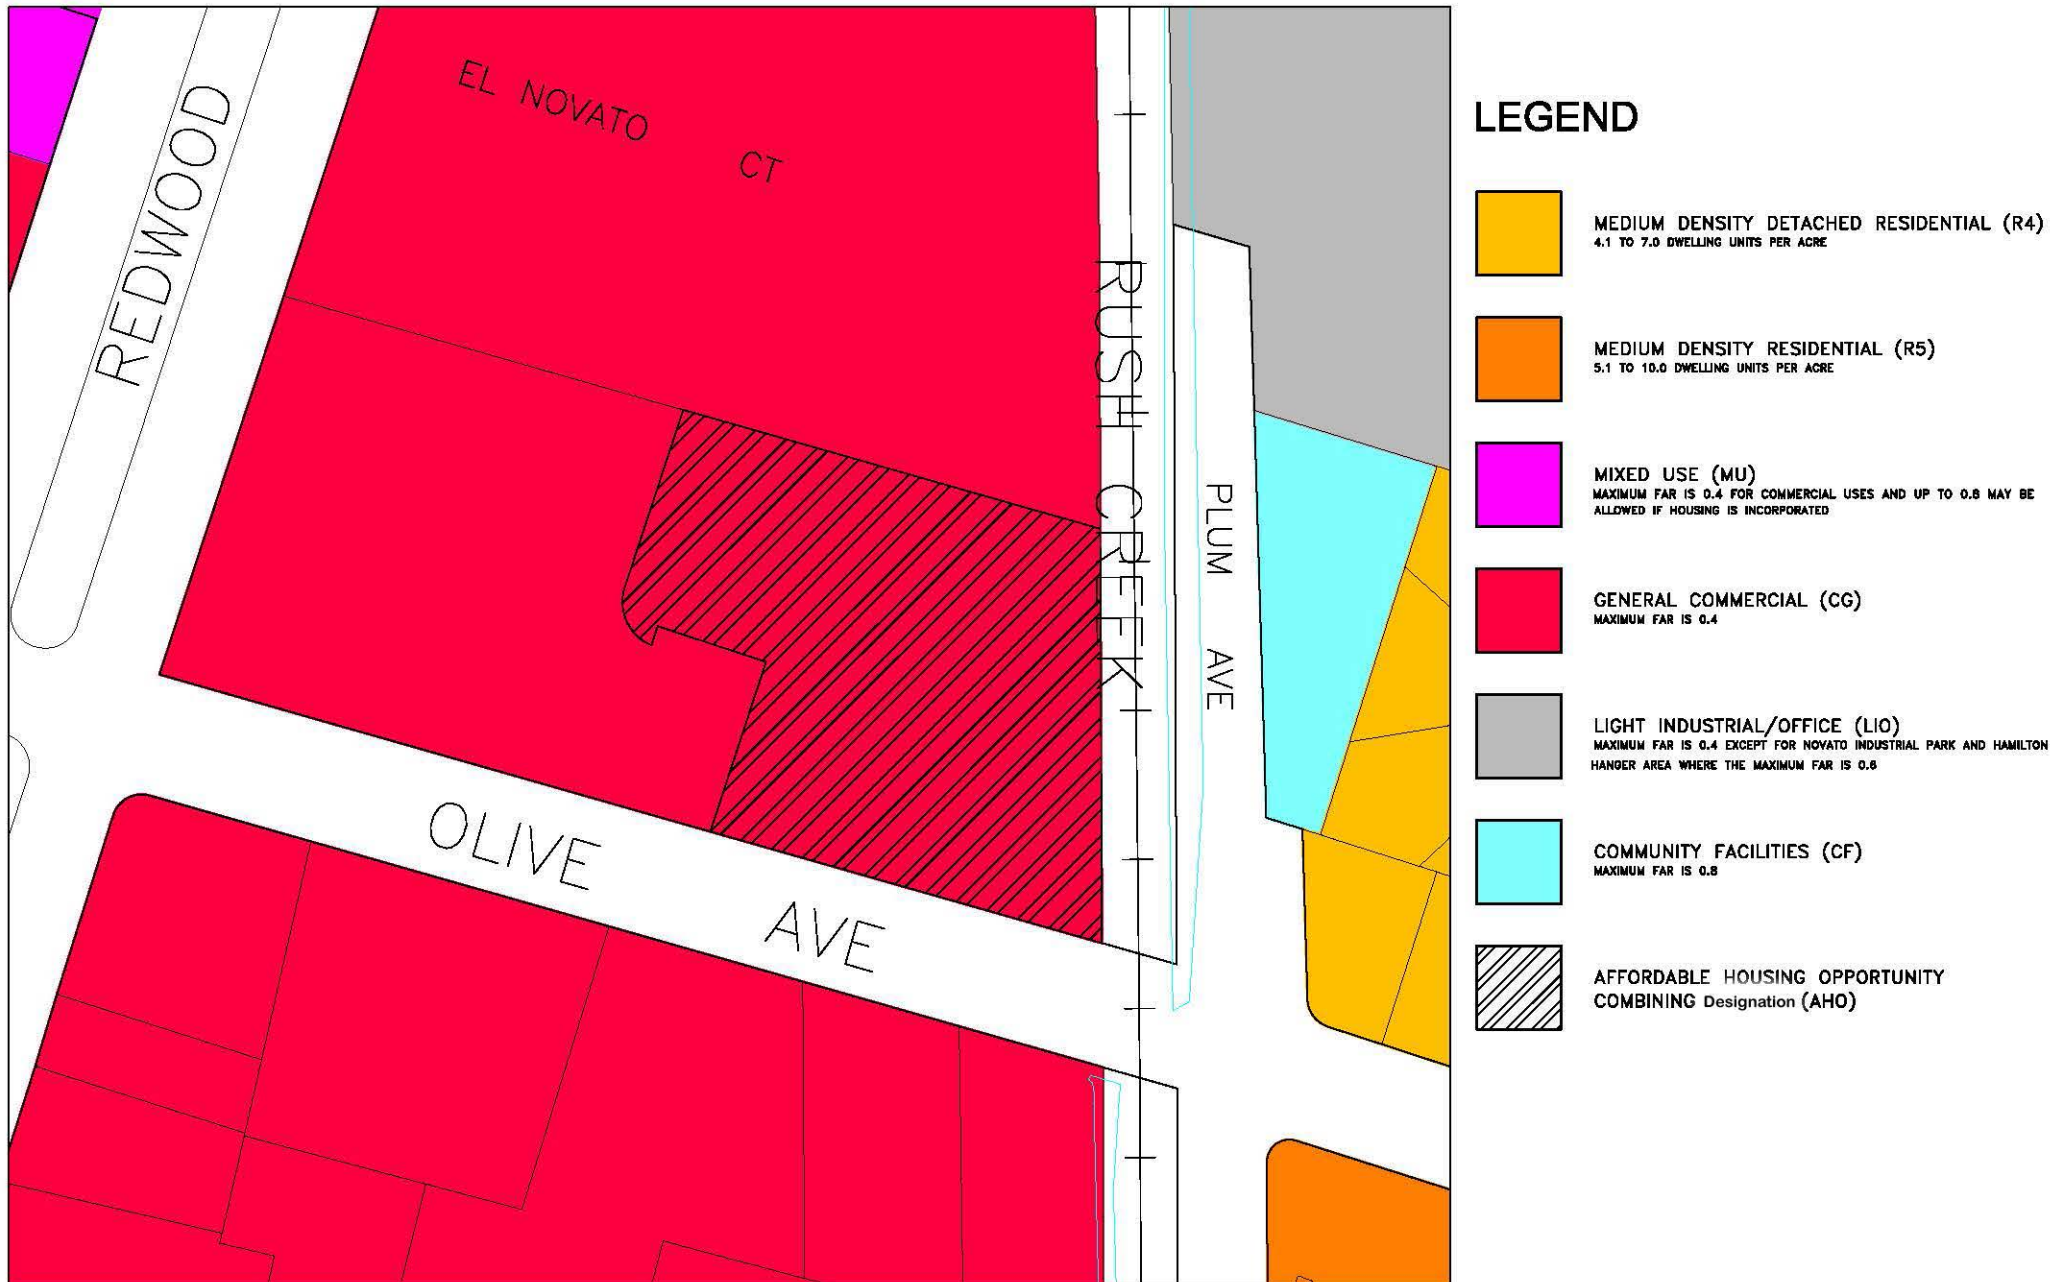 EL NOVATO CT
REDWOOD
RUSH CREEK
PLUM AVE
OLIVE AVE
LEGEND
MEDIUM DENSITY DETACHED RESIDENTIAL (R4)
4.1 TO 7.0 DWELLING UNITS PER ACRE
MEDIUM DENSITY RESIDENTIAL (R5)
5.1 TO 10.0 DWELLING UNITS PER ACRE
MIXED USE (MU)
MAXIMUM FAR IS 0.4 FOR COMMERCIAL USES AND UP TO 0.8 MAY BE
ALLOWED IF HOUSING IS INCORPORATED
GENERAL COMMERCIAL (CG)
MAXIMUM FAR IS 0.4
LIGHT INDUSTRIAL/OFFICE (LIO)
MAXIMUM FAR IS 0.4 EXCEPT FOR NOVATO INDUSTRIAL PARK AND HAMILTON
HANGER AREA WHERE THE MAXIMUM FAR IS 0.6
COMMUNITY FACILITIES (CF)
MAXIMUM FAR IS 0.8
AFFORDABLE HOUSING OPPORTUNITY
COMBINING Designation (AHO)